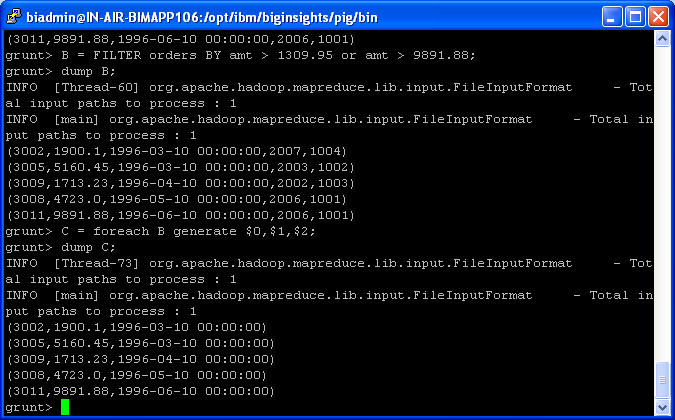 biadmin@IN-AIR-BIMAPP106:/opt/ibm/biginsights/pig/bin
(3011,9891.88,1996-06-10 00:00:00,2006,1001)
grunt> B = FILTER orders BY amt > 1309.95 or amt > 9891.88;
grunt> dump B;
INFO  [Thread-60] org.apache.hadoop.mapreduce.lib.input.FileInputFormat     - Tot
al input paths to process : 1
INFO  [main] org.apache.hadoop.mapreduce.lib.input.FileInputFormat     - Total in
put paths to process : 1
(3002,1900.1,1996-03-10 00:00:00,2007,1004)
(3005,5160.45,1996-03-10 00:00:00,2003,1002)
(3009,1713.23,1996-04-10 00:00:00,2002,1003)
(3008,4723.0,1996-05-10 00:00:00,2006,1001)
(3011,9891.88,1996-06-10 00:00:00,2006,1001)
grunt> C = foreach B generate $0,$1,$2;
grunt> dump C;
INFO  [Thread-73] org.apache.hadoop.mapreduce.lib.input.FileInputFormat     - Tot
al input paths to process : 1
INFO  [main] org.apache.hadoop.mapreduce.lib.input.FileInputFormat     - Total in
put paths to process : 1
(3002,1900.1,1996-03-10 00:00:00)
(3005,5160.45,1996-03-10 00:00:00)
(3009,1713.23,1996-04-10 00:00:00)
(3008,4723.0,1996-05-10 00:00:00)
(3011,9891.88,1996-06-10 00:00:00)
grunt>